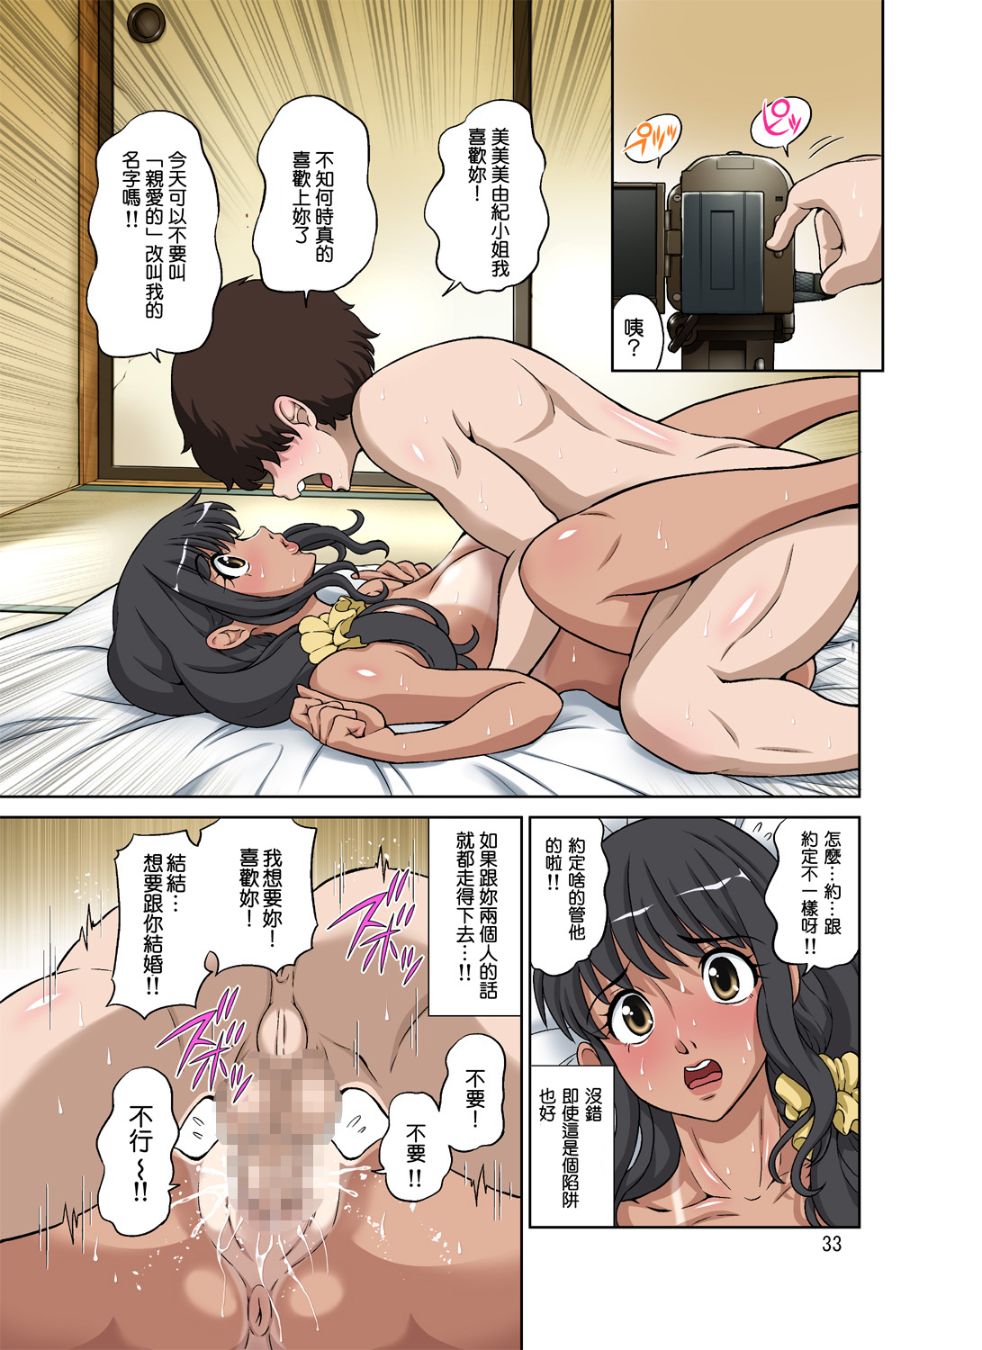 ピッ
ペッッ
咦？
美美美由紀小姐我
喜歡妳！
不知何時真的
喜歡上妳了
今天可以不要叫
「親愛的」改叫我的
名字嗎!!
怎麼…約…跟
約定不一樣呀!!
約定啥的管他
的啦!!
沒錯
即使這是個陷阱
也好
如果跟妳兩個人的話
就都走得下去…!!
我想要妳！
喜歡妳！
結結…
想要跟你結婚!!
ズボッ
ズボッ
不要！
不要!!
不行～!!
33